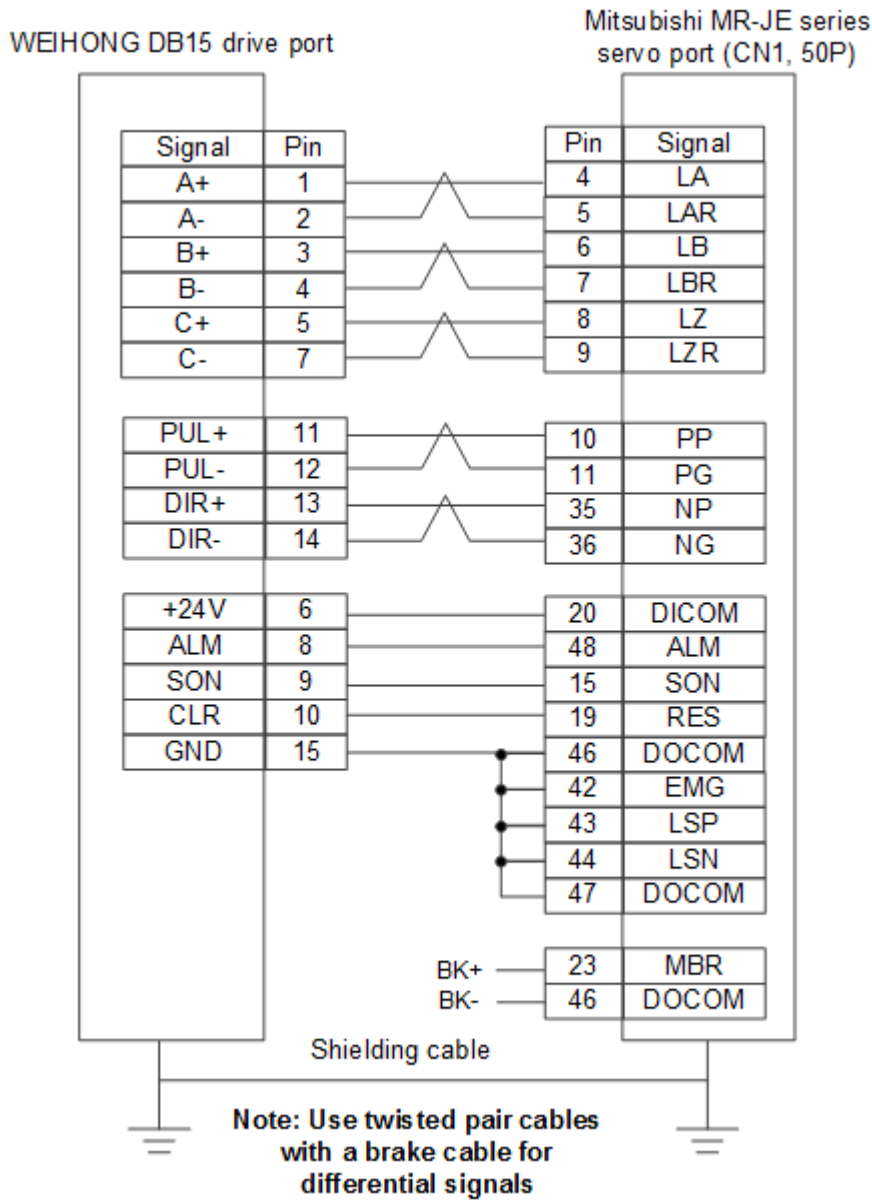 WEIHONG DB15 drive port
Mitsubishi MR-JE series
servo port (CN1, 50P)
Signal Pin
A+ 1
A- 2
B+ 3
B- 4
C+ 5
C- 7
PUL+ 11
PUL- 12
DIR+ 13
DIR- 14
+24V 6
ALM 8
SON 9
CLR 10
GND 15
Pin Signal
4 LA
5 LAR
6 LB
7 LBR
8 LZ
9 LZR
10 PP
11 PG
35 NP
36 NG
20 DICOM
48 ALM
15 SON
19 RES
46 DOCOM
42 EMG
43 LSP
44 LSN
47 DOCOM
BK+ 23 MBR
BK- 46 DOCOM
Shielding cable
Note: Use twisted pair cables
with a brake cable for
differential signals